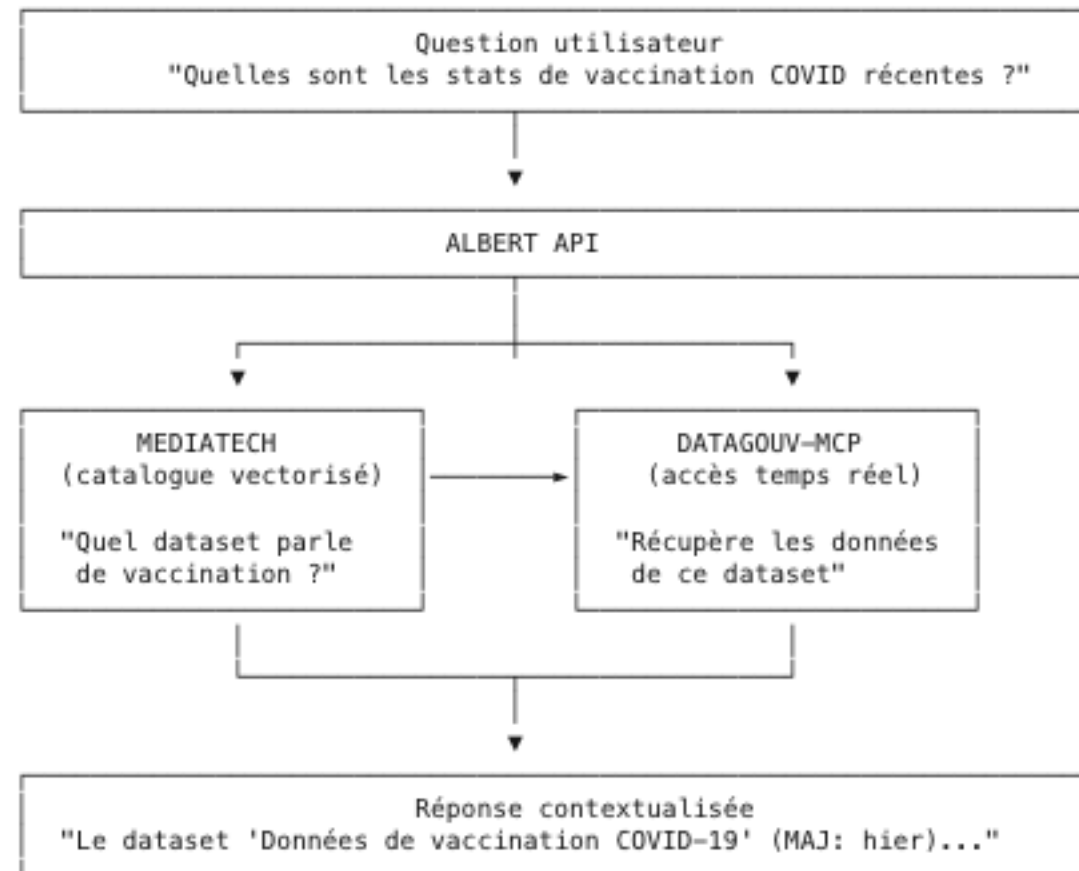 Question utilisateur
"Quelles sont les stats de vaccination COVID récentes ?"
ALBERT API
MEDIATECH
(catalogue vectorisé)
"Quel dataset parle
de vaccination ?"
DATAGOUV-MCP
(accès temps réel)
"Récupère les données
de ce dataset"
Réponse contextualisée
"Le dataset 'Données de vaccination COVID-19' (MAJ: hier)..."